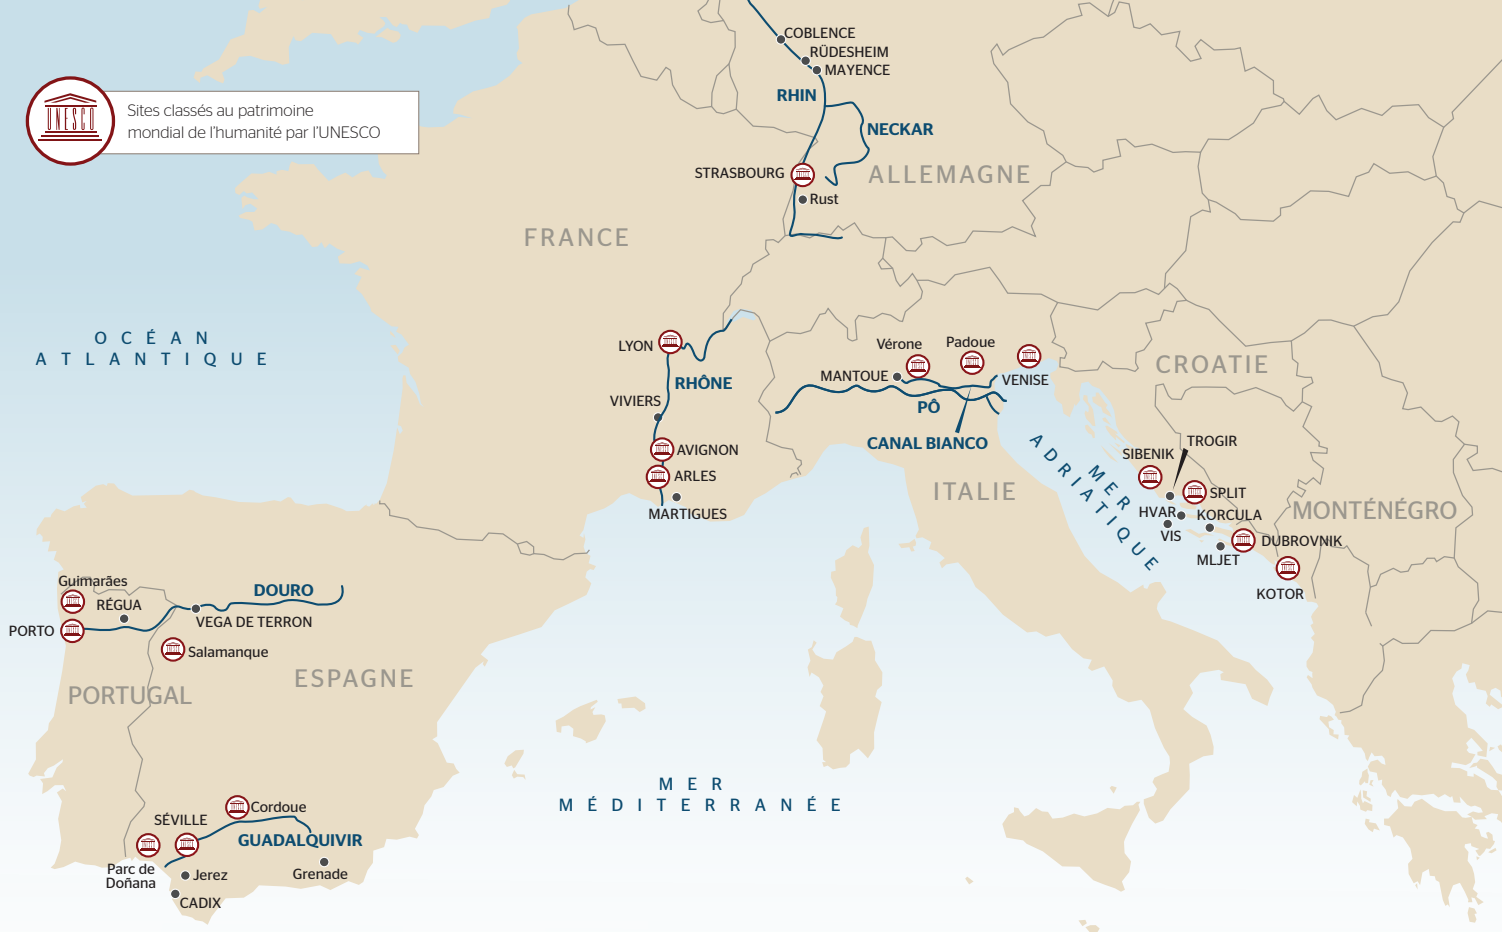 COBLENCE
RÜDESHEIM
MAYENCE
RHIN
UNESCO
Sites classés au patrimoine
mondial de l'humanité par l'UNESCO
NECKAR
STRASBOURG
ALLEMAGNE
Rust
FRANCE
OCÉAN
ATLANTIQUE
LYON
RHÔNE
VIVIERS
AVIGNON
ARLES
MARTIGUES
Vérone
Padoue
MANTOUE
VENISE
PÔ
CANAL BIANCO
CROATIE
ITALIE
MER
ADRIATIQUE
TROGIR
SIBENIK
SPLIT
HVAR
KORCULA
VIS
MLJET
DUBROVNIK
MONTÉNÉGRO
KOTOR
Guimarães
RÉGUA
DOURO
PORTO
VEGA DE TERRON
Salamanque
ESPAGNE
PORTUGAL
MER
MÉDITERRANÉE
Cordoue
SÉVILLE
GUADALQUIVIR
Parc de
Doñana
Jerez
Grenade
CADIX